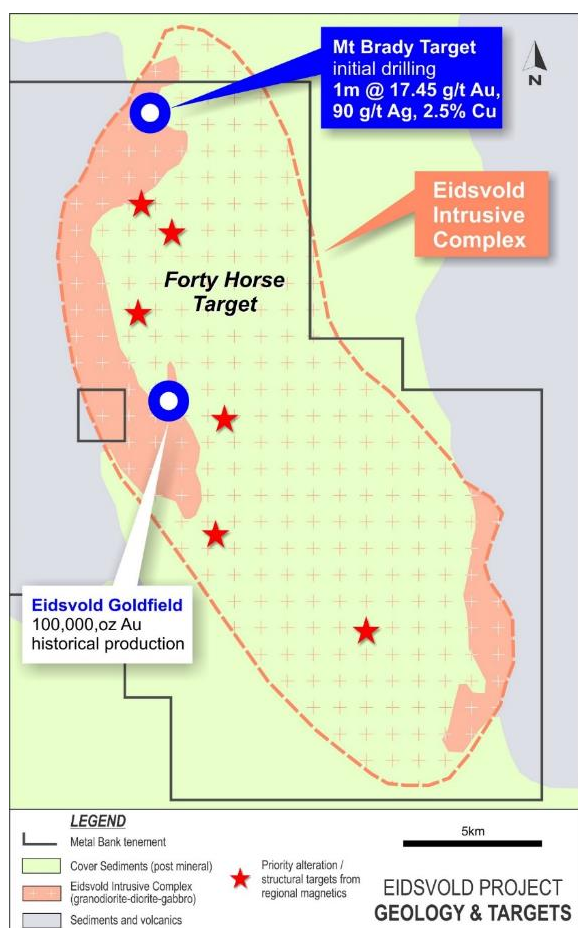 Mt Brady Target
initial drilling
1m @ 17.45 g/t Au,
90 g/t Ag, 2.5% Cu
N
Eidsvold
Intrusive
Complex
Forty Horse
Target
Eidsvold Goldfield
100,000,oz Au
historical production
LEGEND
Metal Bank tenement
Cover Sediments (post mineral)
Eidsvold Intrusive Complex
(granodiorite-diorite-gabbro)
Sediments and volcanics
Priority alteration /
structural targets from
regional magnetics
5km
EIDSVOLD PROJECT
GEOLOGY & TARGETS